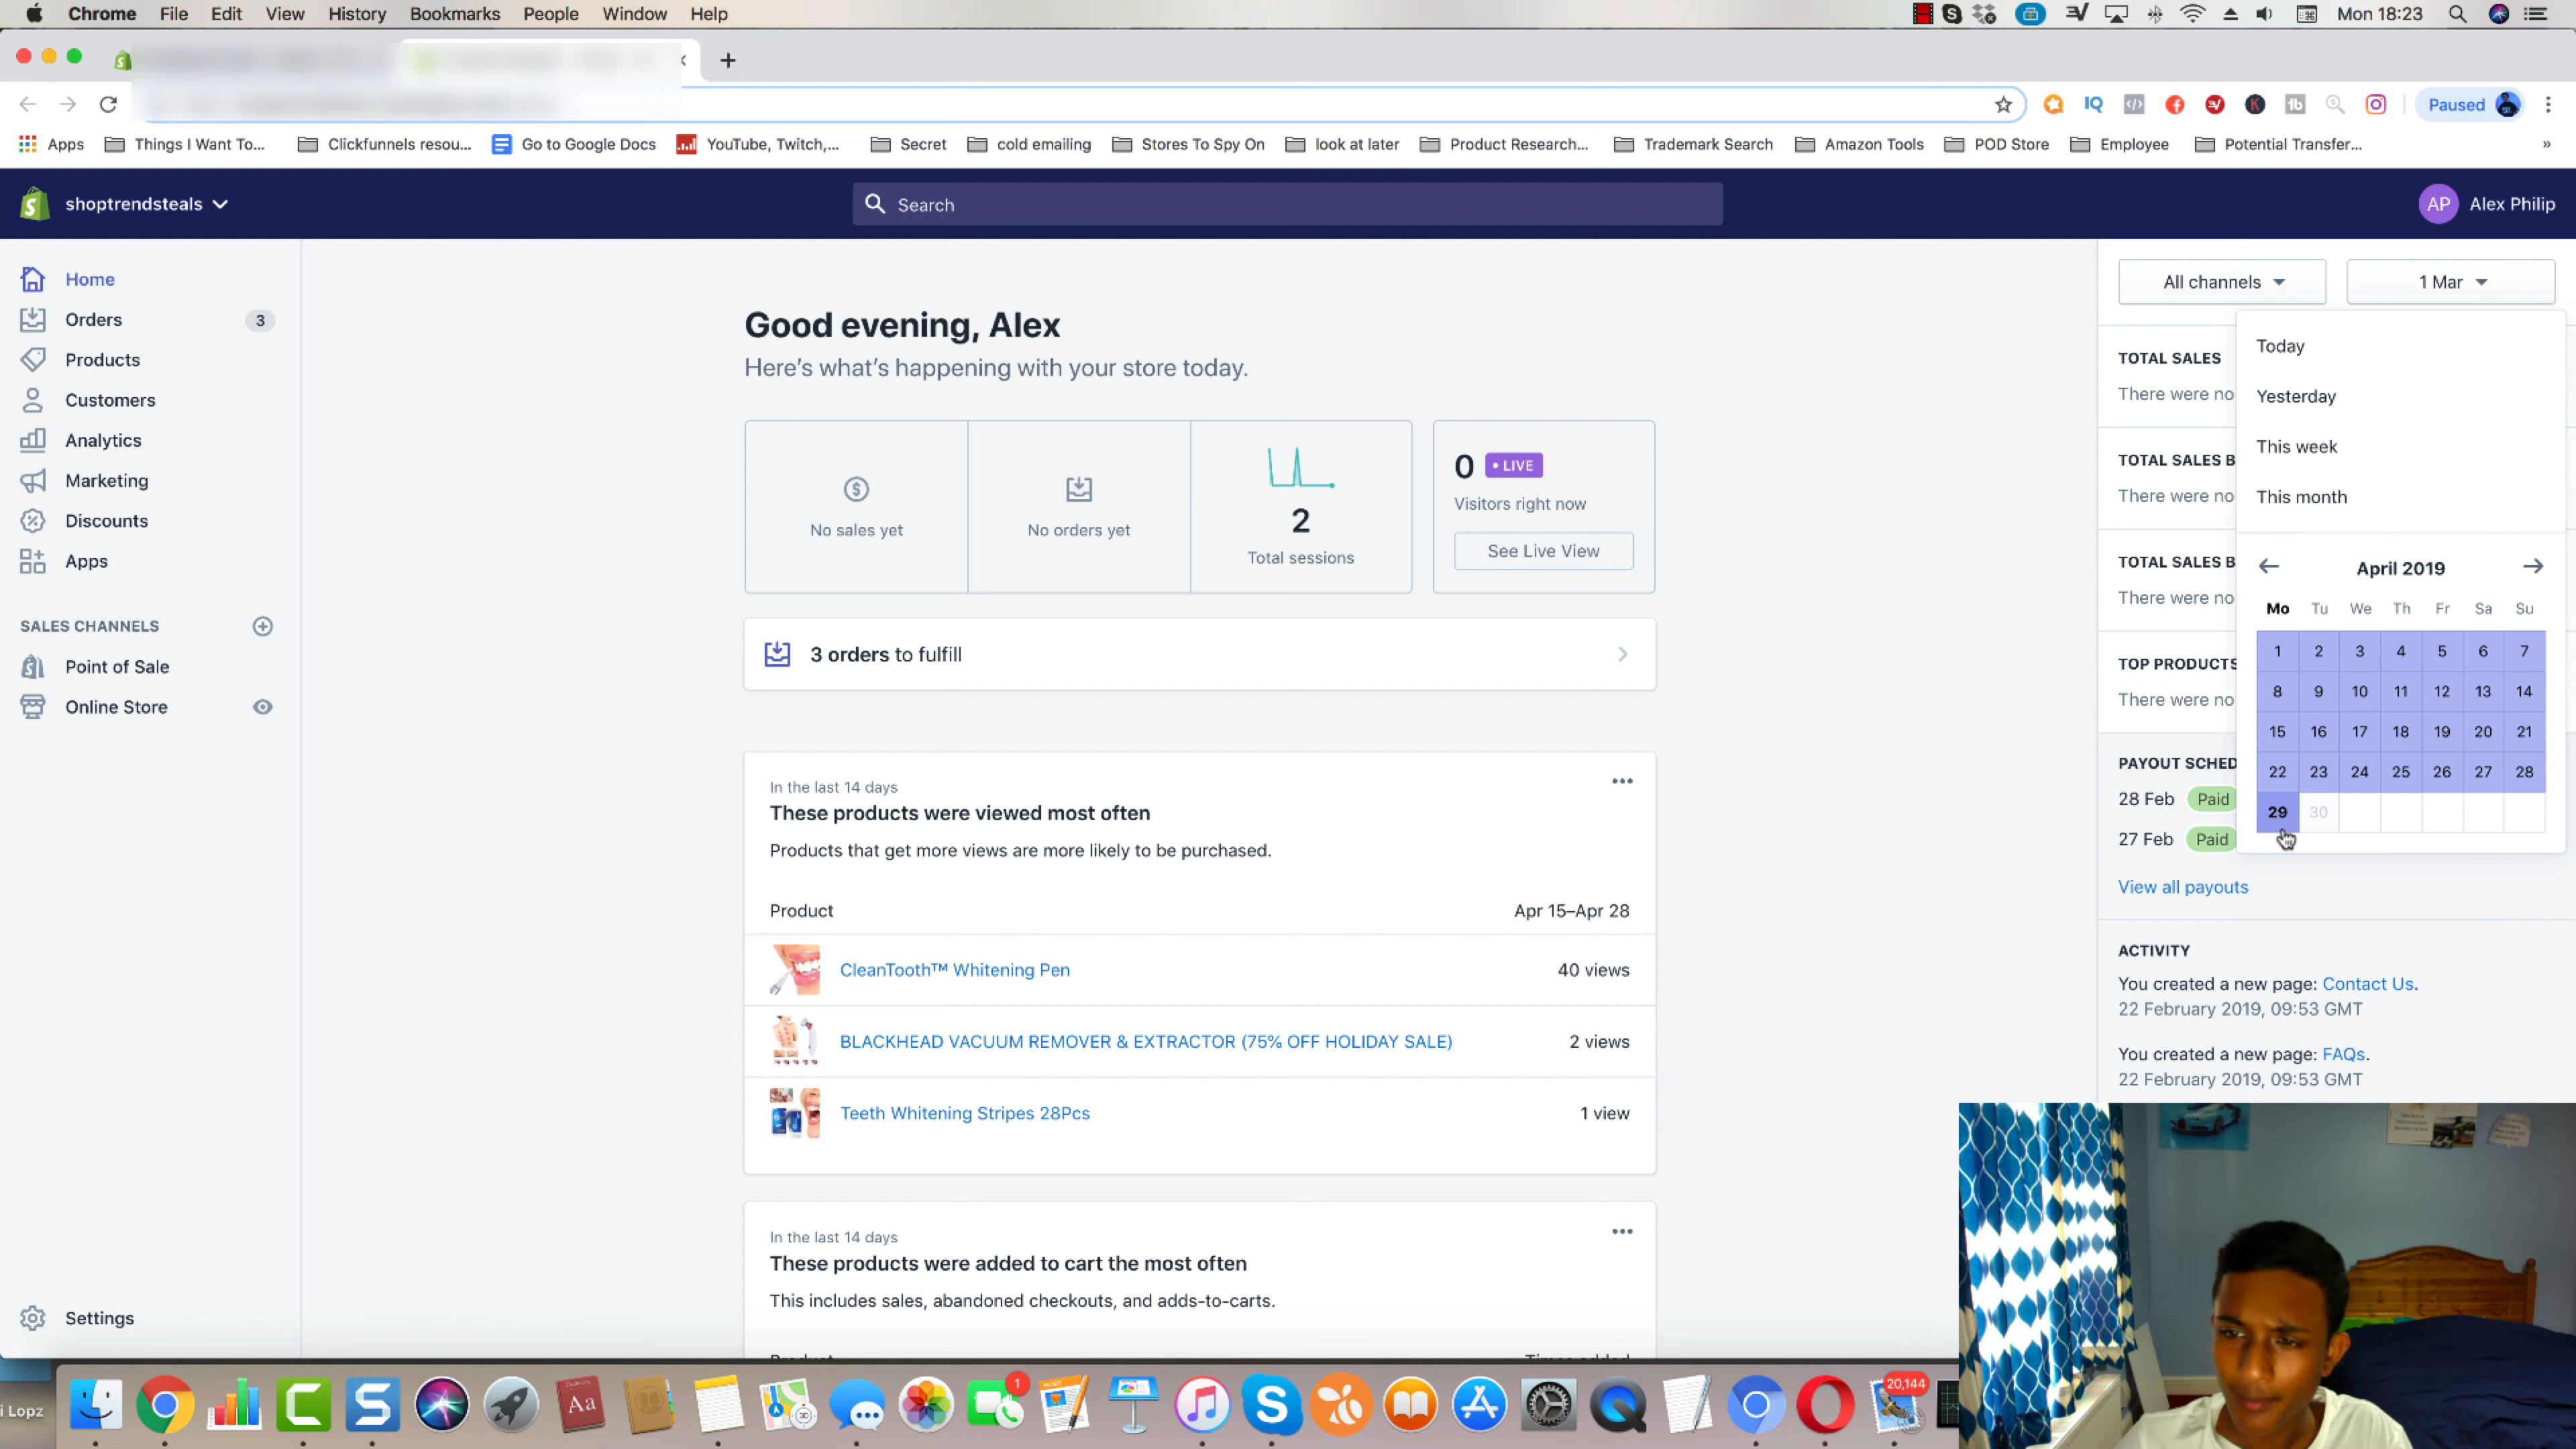 Chrome File Edit View History Bookmarks People Window Help Mon 18:23
Paused
Apps Things I Want To... Clickfunnels resou... Go to Google Docs YouTube, Twitch,... Secret cold emailing Stores To Spy On look at later Product Research... Trademark Search Amazon Tools POD Store Employee Potential Transfer... »
shoptrendsteals Search AP Alex Philip
Home
Orders 3
Products
Customers
Analytics
Marketing
Discounts
Apps
SALES CHANNELS
Point of Sale
Online Store
Settings
Good evening, Alex
Here's what's happening with your store today.
No sales yet
No orders yet
2
Total sessions
0 • LIVE
Visitors right now
See Live View
3 orders to fulfill
In the last 14 days
These products were viewed most often
Products that get more views are more likely to be purchased.
Product Apr 15–Apr 28
CleanTooth™ Whitening Pen 40 views
BLACKHEAD VACUUM REMOVER & EXTRACTOR (75% OFF HOLIDAY SALE) 2 views
Teeth Whitening Stripes 28Pcs 1 view
In the last 14 days
These products were added to cart the most often
This includes sales, abandoned checkouts, and adds-to-carts.
Product Times added
All channels 1 Mar
TOTAL SALES
There were no
TOTAL SALES B
There were no
TOTAL SALES B
There were no
TOP PRODUCTS
There were no
PAYOUT SCHED
28 Feb Paid
27 Feb Paid
View all payouts
Today
Yesterday
This week
This month
April 2019
Mo Tu We Th Fr Sa Su
1 2 3 4 5 6 7
8 9 10 11 12 13 14
15 16 17 18 19 20 21
22 23 24 25 26 27 28
29 30
ACTIVITY
You created a new page: Contact Us.
22 February 2019, 09:53 GMT
You created a new page: FAQs.
22 February 2019, 09:53 GMT
i Lopz
1
20,144